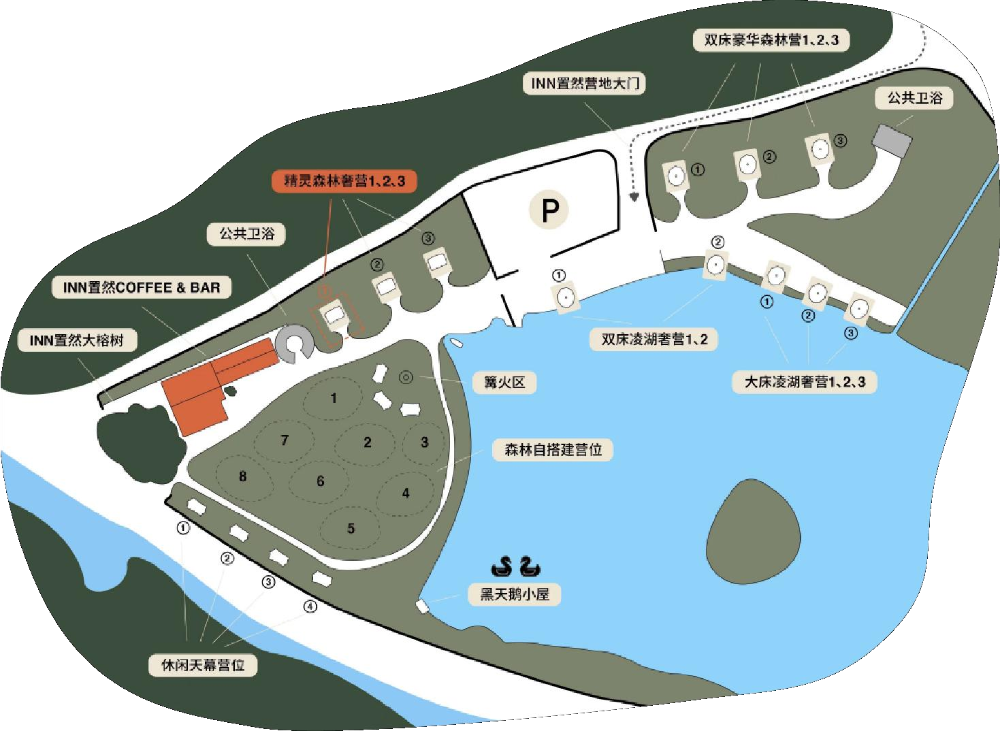 双床豪华森林营1、2、3
INN置然营地大门
公共卫浴
③
②
①
精灵森林奢营1、2、3
P
公共卫浴
③
②
①
②
①
INN置然COFFEE & BAR
①
②
③
INN置然大榕树
双床凌湖奢营1、2
篝火区
大床凌湖奢营1、2、3
1
7
2
3
森林自搭建营位
8
6
4
5
①
②
③
④
黑天鹅小屋
休闲天幕营位